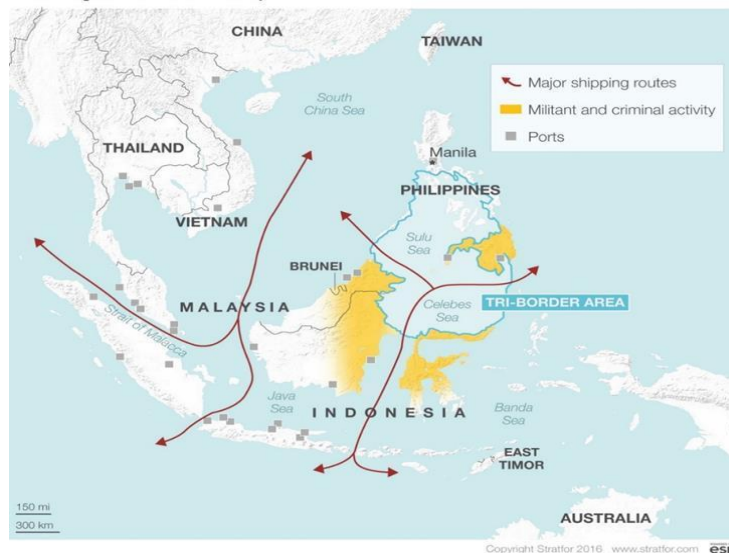 CHINA
TAIWAN
South
China Sea
Major shipping routes
Militant and criminal activity
Ports
THAILAND
Manila
PHILIPPINES
VIETNAM
Sulu
Sea
BRUNEI
MALAYSIA
Celebes
Sea
TRI-BORDER AREA
Strait of Malacca
Java
Sea
INDONESIA
Banda
Sea
EAST
TIMOR
150 mi
300 km
AUSTRALIA
Copyright Stratfor 2016 www.stratfor.com